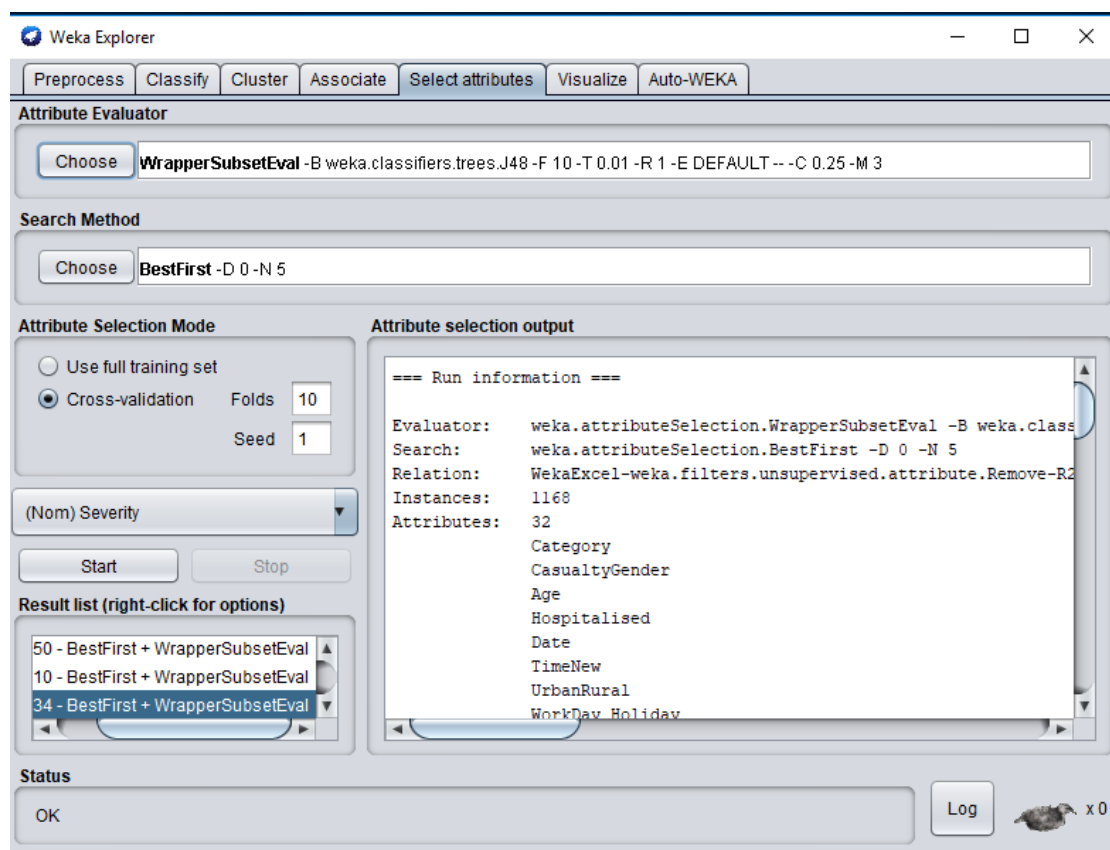 Weka Explorer
Preprocess Classify Cluster Associate Select attributes Visualize Auto-WEKA
Attribute Evaluator
Choose WrapperSubsetEval -B weka.classifiers.trees.J48 -F 10 -T 0.01 -R 1 -E DEFAULT -- -C 0.25 -M 3
Search Method
Choose BestFirst -D 0 -N 5
Attribute Selection Mode
Use full training set
Cross-validation Folds 10
Seed 1
(Nom) Severity
Start Stop
Result list (right-click for options)
50 - BestFirst + WrapperSubsetEval
10 - BestFirst + WrapperSubsetEval
34 - BestFirst + WrapperSubsetEval
Attribute selection output
=== Run information ===
Evaluator: weka.attributeSelection.WrapperSubsetEval -B weka.class
Search: weka.attributeSelection.BestFirst -D 0 -N 5
Relation: WekaExcel-weka.filters.unsupervised.attribute.Remove-R2
Instances: 1168
Attributes: 32
Category
CasualtyGender
Age
Hospitalised
Date
TimeNew
UrbanRural
WorkDay Holiday
Status
OK
Log x 0